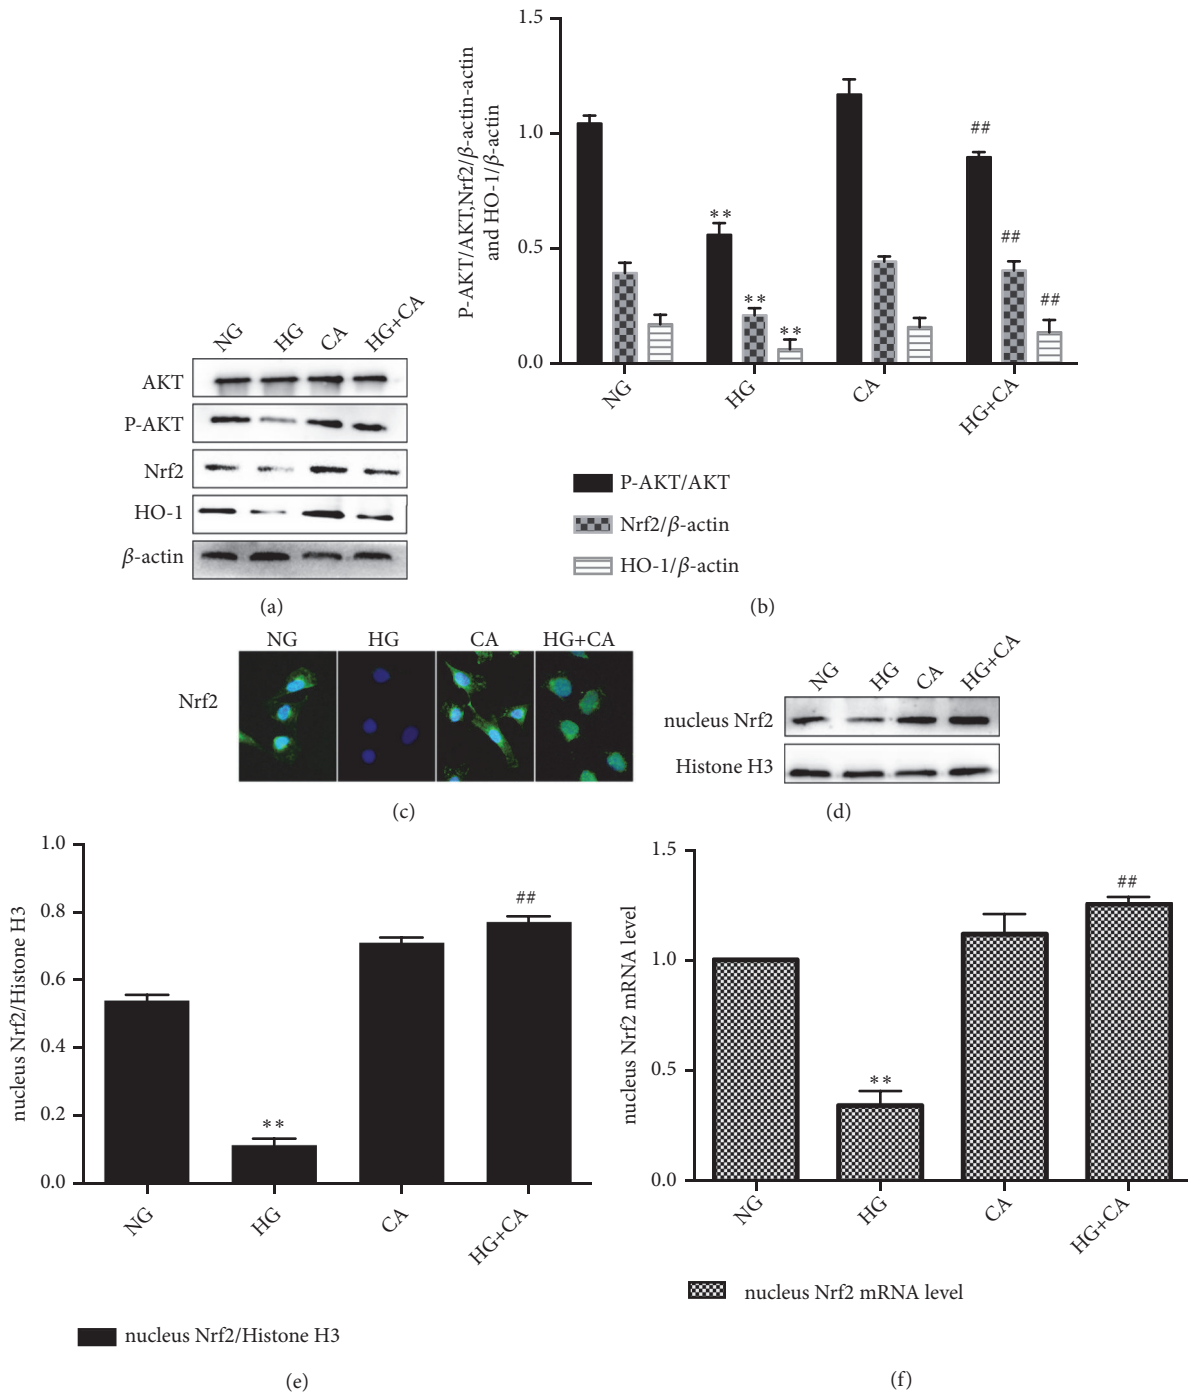 NG
HG
CA
HG+CA
AKT
P-AKT
Nrf2
HO-1
β-actin
(a)
P-AKT/AKT,Nrf2/β-actin-actin
and HO-1/β-actin
1.5
1.0
0.5
0.0
**
**
**
##
##
##
NG
HG
CA
HG+CA
P-AKT/AKT
Nrf2/β-actin
HO-1/β-actin
(b)
NG
HG
CA
HG+CA
Nrf2
(c)
NG
HG
CA
HG+CA
nucleus Nrf2
Histone H3
(d)
nucleus Nrf2/Histone H3
1.0
0.8
0.6
0.4
0.2
0.0
**
##
NG
HG
CA
HG+CA
nucleus Nrf2/Histone H3
(e)
nucleus Nrf2 mRNA level
1.5
1.0
0.5
0.0
**
##
NG
HG
CA
HG+CA
nucleus Nrf2 mRNA level
(f)